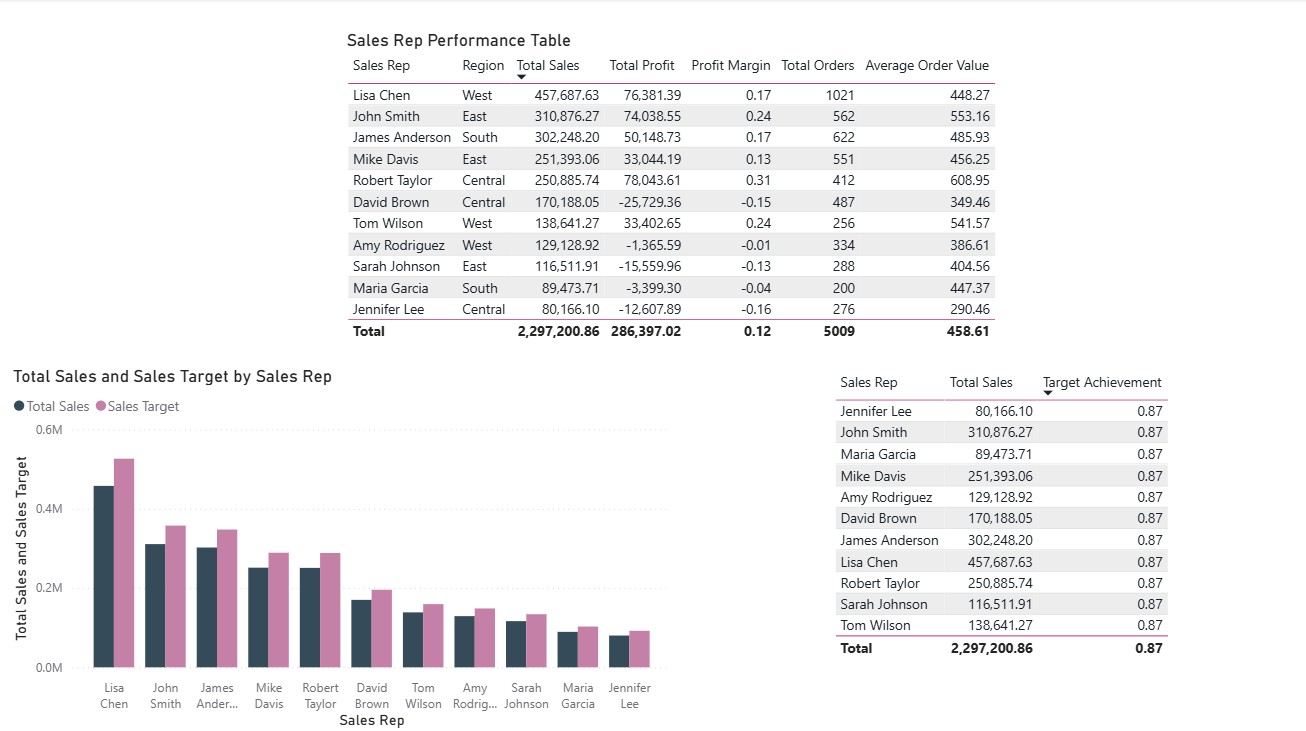 Sales Rep Performance Table
Sales Rep Region Total Sales Total Profit Profit Margin Total Orders Average Order Value
Lisa Chen West 457,687.63 76,381.39 0.17 1021 448.27
John Smith East 310,876.27 74,038.55 0.24 562 553.16
James Anderson South 302,248.20 50,148.73 0.17 622 485.93
Mike Davis East 251,393.06 33,044.19 0.13 551 456.25
Robert Taylor Central 250,885.74 78,043.61 0.31 412 608.95
David Brown Central 170,188.05 -25,729.36 -0.15 487 349.46
Tom Wilson West 138,641.27 33,402.65 0.24 256 541.57
Amy Rodriguez West 129,128.92 -1,365.59 -0.01 334 386.61
Sarah Johnson East 116,511.91 -15,559.96 -0.13 288 404.56
Maria Garcia South 89,473.71 -3,399.30 -0.04 200 447.37
Jennifer Lee Central 80,166.10 -12,607.89 -0.16 276 290.46
Total 2,297,200.86 286,397.02 0.12 5009 458.61
Total Sales and Sales Target by Sales Rep
Total Sales Sales Target
Total Sales and Sales Target
0.6M
0.4M
0.2M
0.0M
Lisa Chen
John Smith
James Ander...
Mike Davis
Robert Taylor
David Brown
Tom Wilson
Amy Rodrig...
Sarah Johnson
Maria Garcia
Jennifer Lee
Sales Rep
Sales Rep Total Sales Target Achievement
Jennifer Lee 80,166.10 0.87
John Smith 310,876.27 0.87
Maria Garcia 89,473.71 0.87
Mike Davis 251,393.06 0.87
Amy Rodriguez 129,128.92 0.87
David Brown 170,188.05 0.87
James Anderson 302,248.20 0.87
Lisa Chen 457,687.63 0.87
Robert Taylor 250,885.74 0.87
Sarah Johnson 116,511.91 0.87
Tom Wilson 138,641.27 0.87
Total 2,297,200.86 0.87